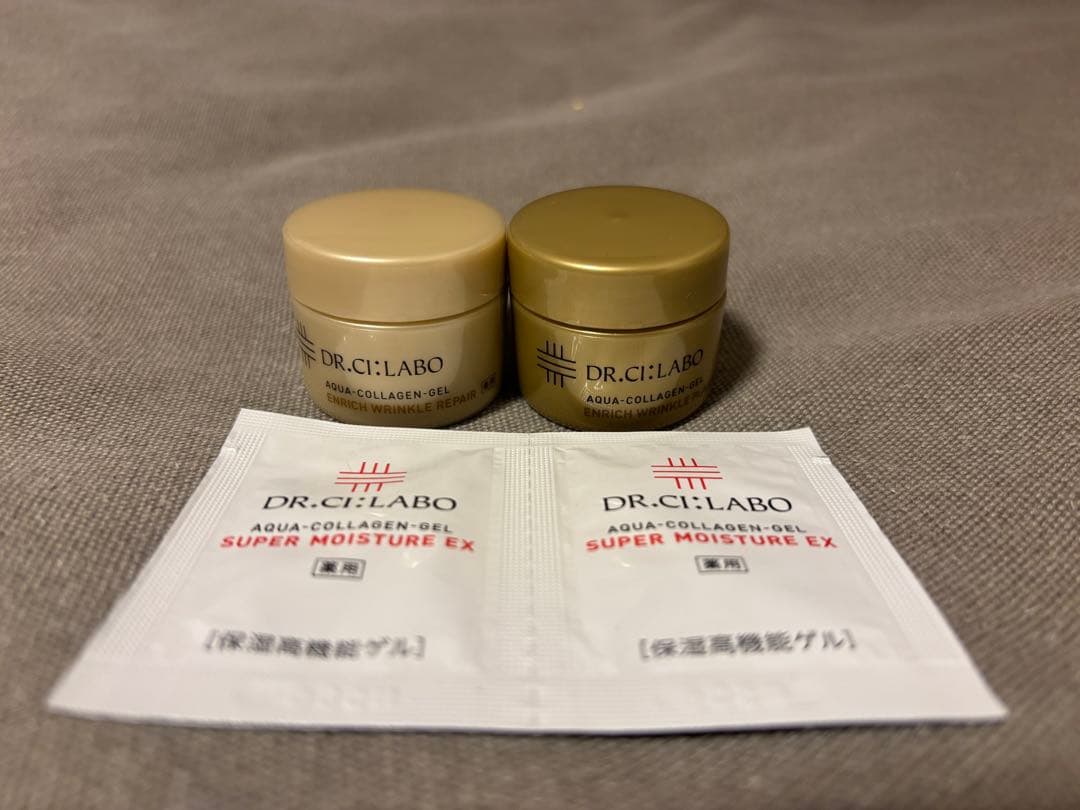 DR.CI:LABO
AQUA-COLLAGEN-GEL
ENRICH WRINKLE REPAIR 薬用
DR.CI:LABO
AQUA-COLLAGEN-GEL
ENRICH WRINKLE
DR.CI:LABO
AQUA-COLLAGEN-GEL
SUPER MOISTURE EX
薬用
[保湿高機能ゲル]
DR.CI:LABO
AQUA-COLLAGEN-GEL
SUPER MOISTURE EX
薬用
[保湿高機能ゲル]